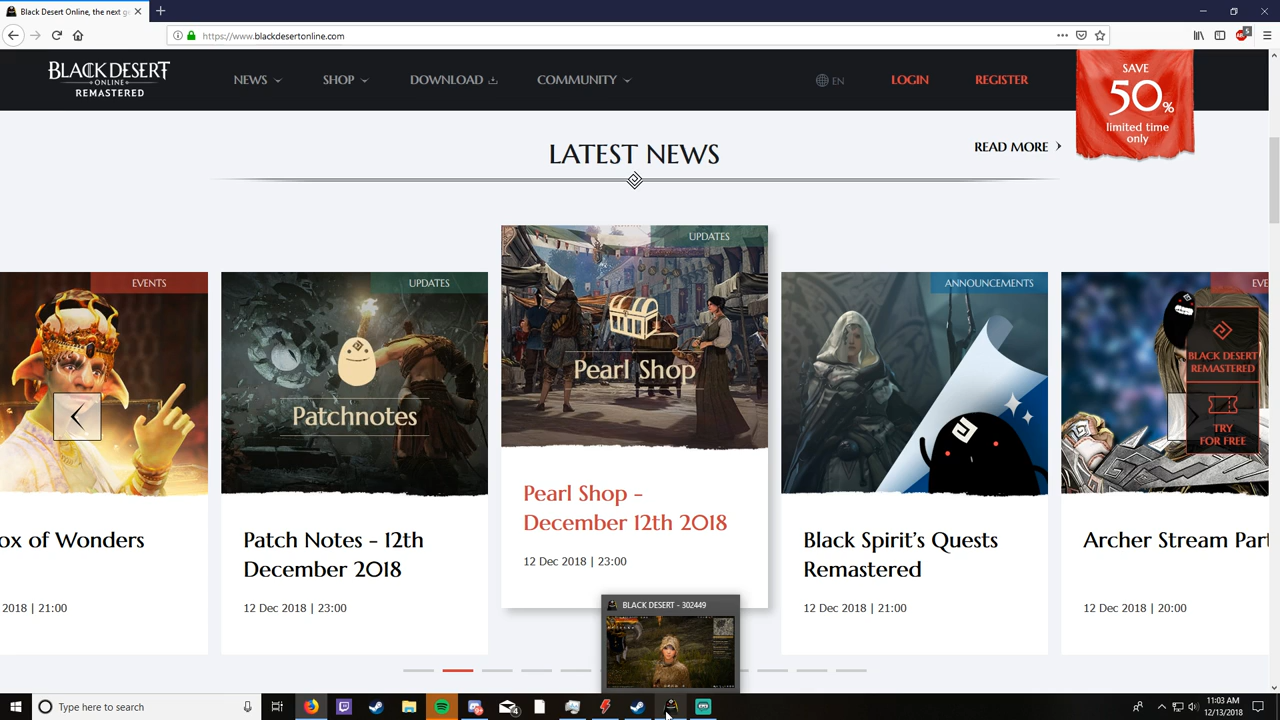 Black Desert Online, the next ge
https://www.blackdesertonline.com
BLACK DESERT
ONLINE
REMASTERED
NEWS
SHOP
DOWNLOAD
COMMUNITY
EN
LOGIN
REGISTER
SAVE
50%
limited time
only
LATEST NEWS
READ MORE
EVENTS
UPDATES
UPDATES
ANNOUNCEMENTS
EVE
Patchnotes
Pearl Shop
BLACK DESERT
REMASTERED
TRY
FOR FREE
ox of Wonders
2018 | 21:00
Patch Notes - 12th
December 2018
12 Dec 2018 | 23:00
Pearl Shop -
December 12th 2018
12 Dec 2018 | 23:00
Black Spirit's Quests
Remastered
12 Dec 2018 | 21:00
Archer Stream Part
12 Dec 2018 | 20:00
BLACK DESERT - 302449
Type here to search
4
11:03 AM
12/13/2018